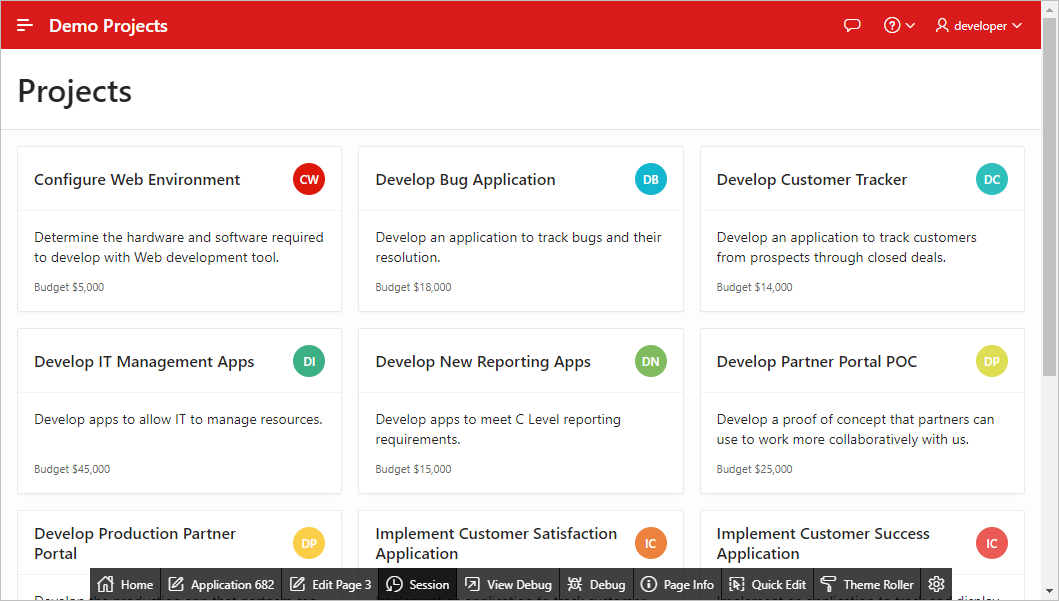 Demo Projects
developer
Projects
Configure Web Environment
CW
Develop Bug Application
DB
Develop Customer Tracker
DC
Determine the hardware and software required
to develop with Web development tool.
Develop an application to track bugs and their
resolution.
Develop an application to track customers
from prospects through closed deals.
Budget $5,000
Budget $18,000
Budget $14,000
Develop IT Management Apps
DI
Develop New Reporting Apps
DN
Develop Partner Portal POC
DP
Develop apps to allow IT to manage resources.
Develop apps to meet C Level reporting
requirements.
Develop a proof of concept that partners can
use to work more collaboratively with us.
Budget $45,000
Budget $15,000
Budget $25,000
Develop Production Partner
Portal
DP
Implement Customer Satisfaction
Application
IC
Implement Customer Success
Application
IC
Home
Application 682
Edit Page 3
Session
View Debug
Debug
Page Info
Quick Edit
Theme Roller